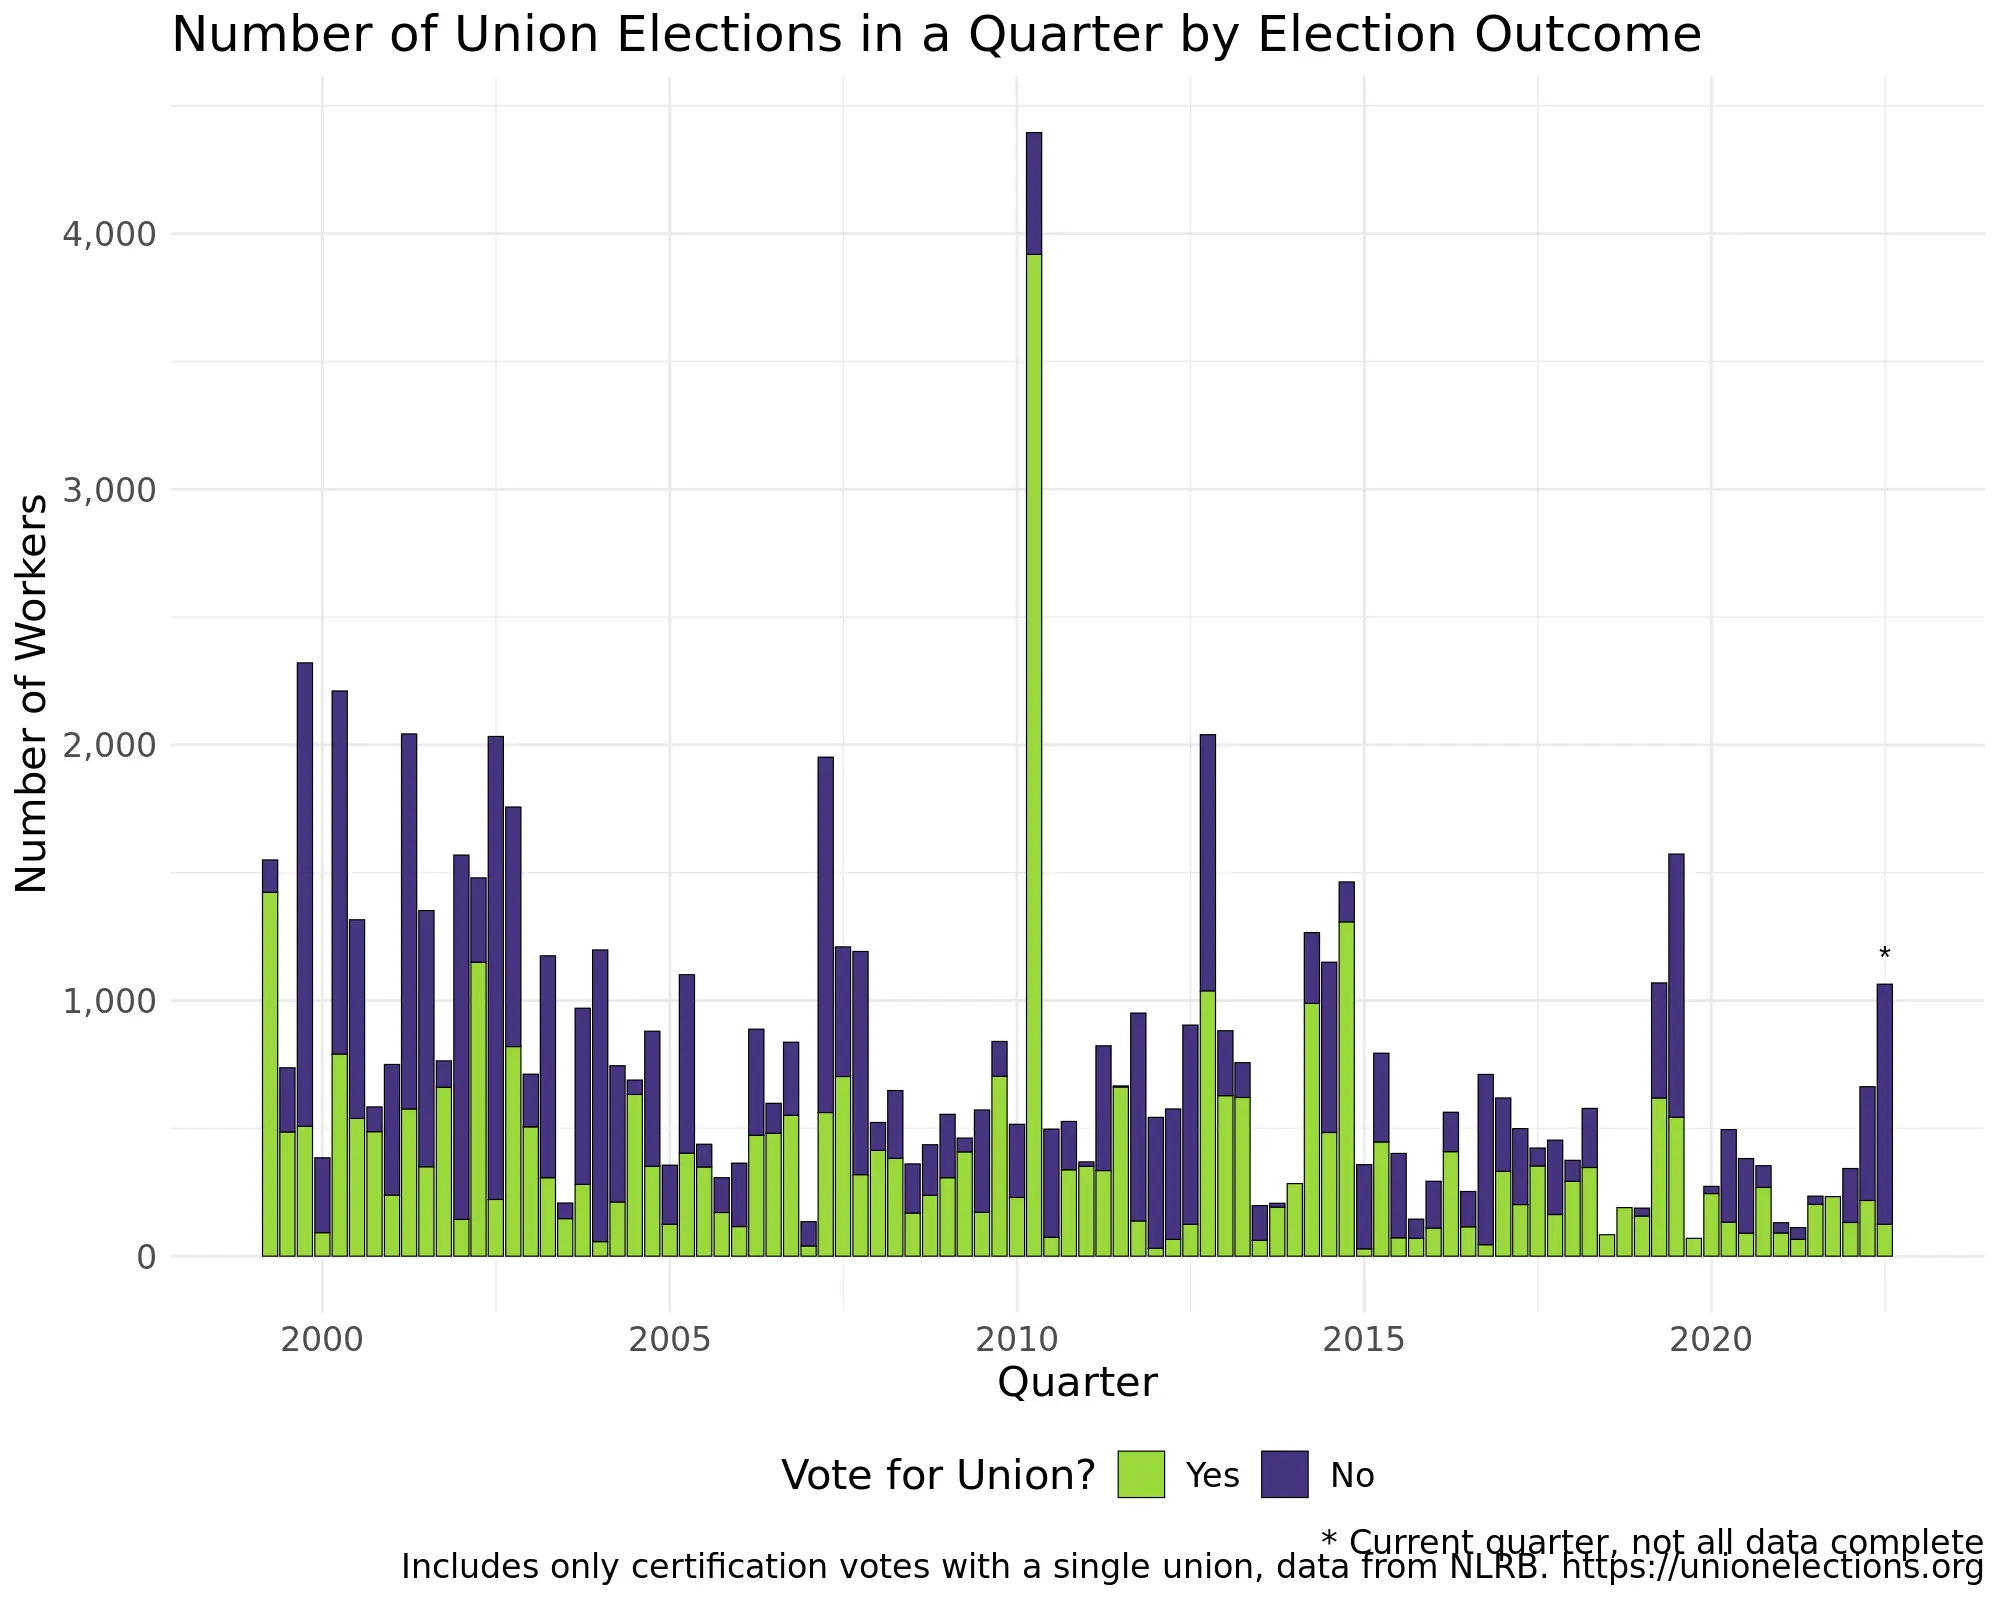 Number of Union Elections in a Quarter by Election Outcome
Number of Workers
4,000
3,000
2,000
1,000
0
*
2000 2005 2010 2015 2020
Quarter
Vote for Union? Yes No
* Current quarter, not all data complete
Includes only certification votes with a single union, data from NLRB. https://unionelections.org